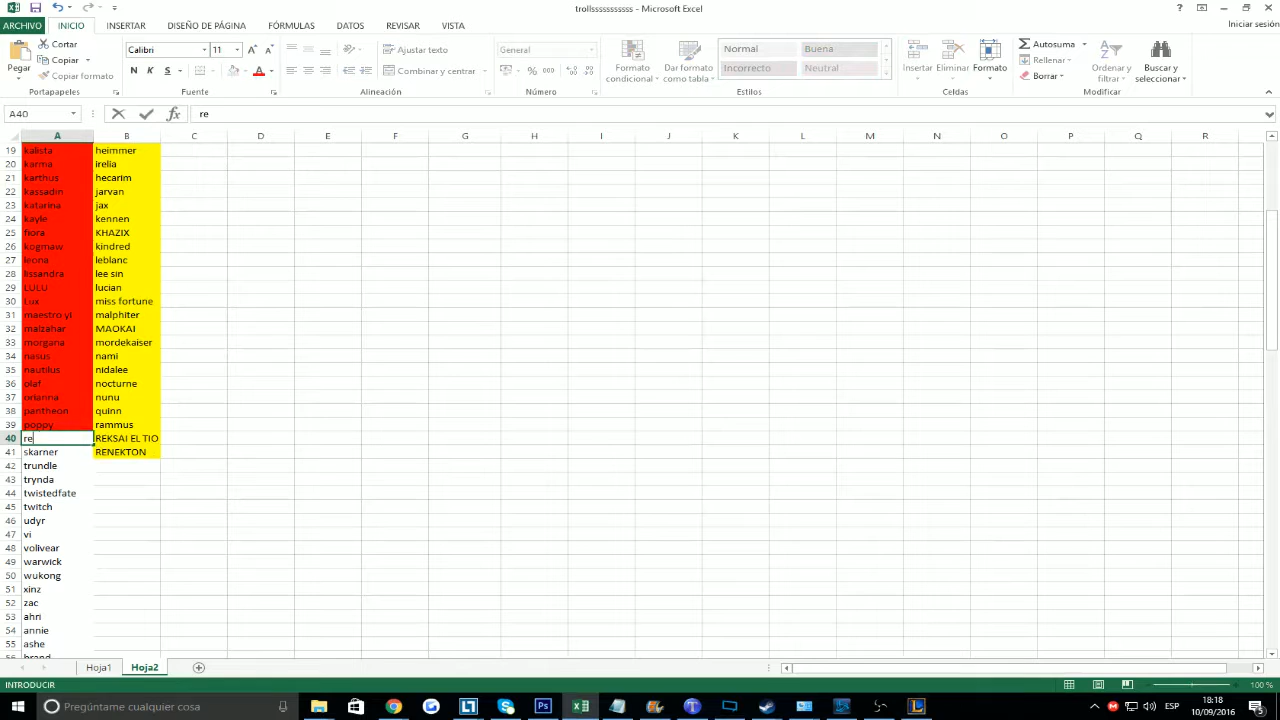 trollsssssssssss - Microsoft Excel
ARCHIVO INICIO INSERTAR DISEÑO DE PÁGINA FÓRMULAS DATOS REVISAR VISTA Iniciar sesión
Pegar
Cortar
Copiar
Copiar formato
Portapapeles
Calibri 11
N K S
Fuente
Ajustar texto
Combinar y centrar
Alineación
General
Número
Formato condicional
Dar formato como tabla
Normal Buena
Incorrecto Neutral
Estilos
Insertar Eliminar Formato
Celdas
Autosuma
Rellenar
Borrar
Ordenar y filtrar
Buscar y seleccionar
Modificar
A40 fx re
A B C D E F G H I J K L M N O P Q R
19 kalista heimmer
20 karma irelia
21 karthus hecarim
22 kassadin jarvan
23 katarina jax
24 kayle kennen
25 fiora KHAZIX
26 kogmaw kindred
27 leona leblanc
28 lissandra lee sin
29 LULU lucian
30 Lux miss fortune
31 maestro yi malphiter
32 malzahar MAOKAI
33 morgana mordekaiser
34 nasus nami
35 nautilus nidalee
36 olaf nocturne
37 orianna nunu
38 pantheon quinn
39 poppy rammus
40 re REKSAI EL TIO
41 skarner RENEKTON
42 trundle
43 trynda
44 twistedfate
45 twitch
46 udyr
47 vi
48 volivear
49 warwick
50 wukong
51 xinz
52 zac
53 ahri
54 annie
55 ashe
brand
Hoja1 Hoja2
INTRODUCIR 100 %
Pregúntame cualquier cosa
ESP
18:18
10/09/2016